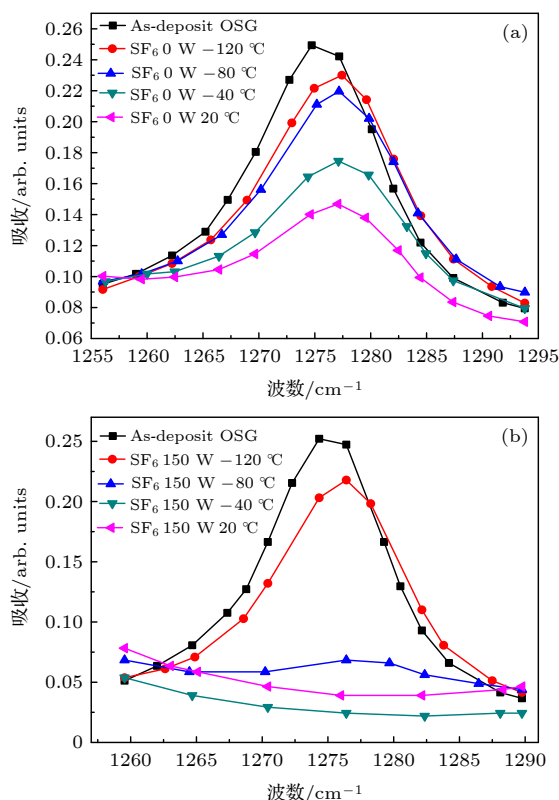 (a)
As-deposit OSG
SF₆ 0 W −120 ℃
SF₆ 0 W −80 ℃
SF₆ 0 W −40 ℃
SF₆ 0 W 20 ℃
吸收/arb. units
0.26
0.24
0.22
0.20
0.18
0.16
0.14
0.12
0.10
0.08
0.06
1255 1260 1265 1270 1275 1280 1285 1290 1295
波数/cm⁻¹
(b)
As-deposit OSG
SF₆ 150 W −120 ℃
SF₆ 150 W −80 ℃
SF₆ 150 W −40 ℃
SF₆ 150 W 20 ℃
吸收/arb. units
0.25
0.20
0.15
0.10
0.05
0
1260 1265 1270 1275 1280 1285 1290
波数/cm⁻¹